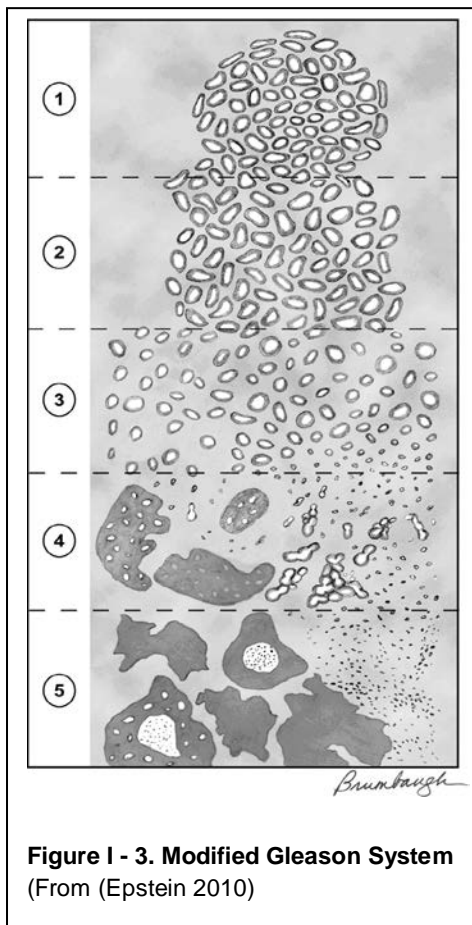 1
2
3
4
5
Brumbaugh
Figure I - 3. Modified Gleason System
(From (Epstein 2010)